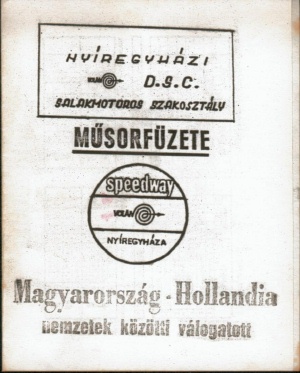 NYÍREGYHÁZI
VOLÁN D.S.C.
SALAKMOTOROS SZAKOSZTÁLY
MŰSORFÜZETE
speedway
VOLÁN
NYÍREGYHÁZA
Magyarország - Hollandia
nemzetek közötti válogatott